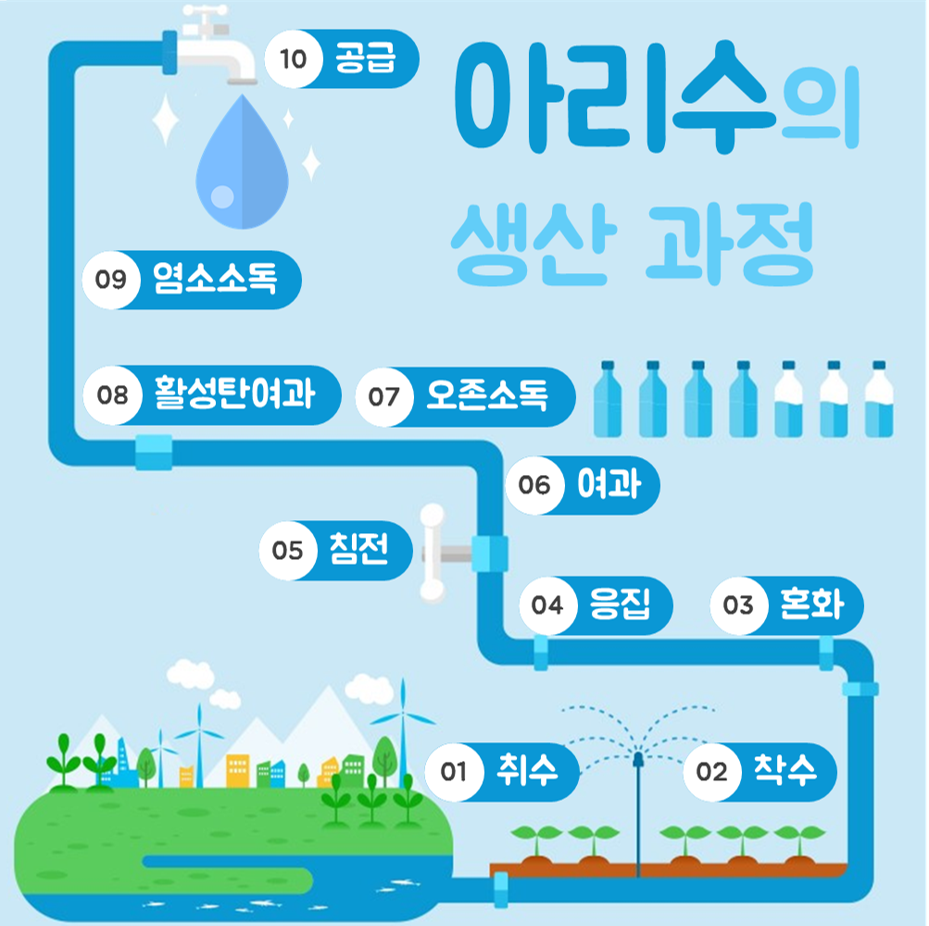 아리수의
생산 과정
10 공급
09 염소소독
08 활성탄여과
07 오존소독
06 여과
05 침전
04 응집
03 혼화
01 취수
02 착수